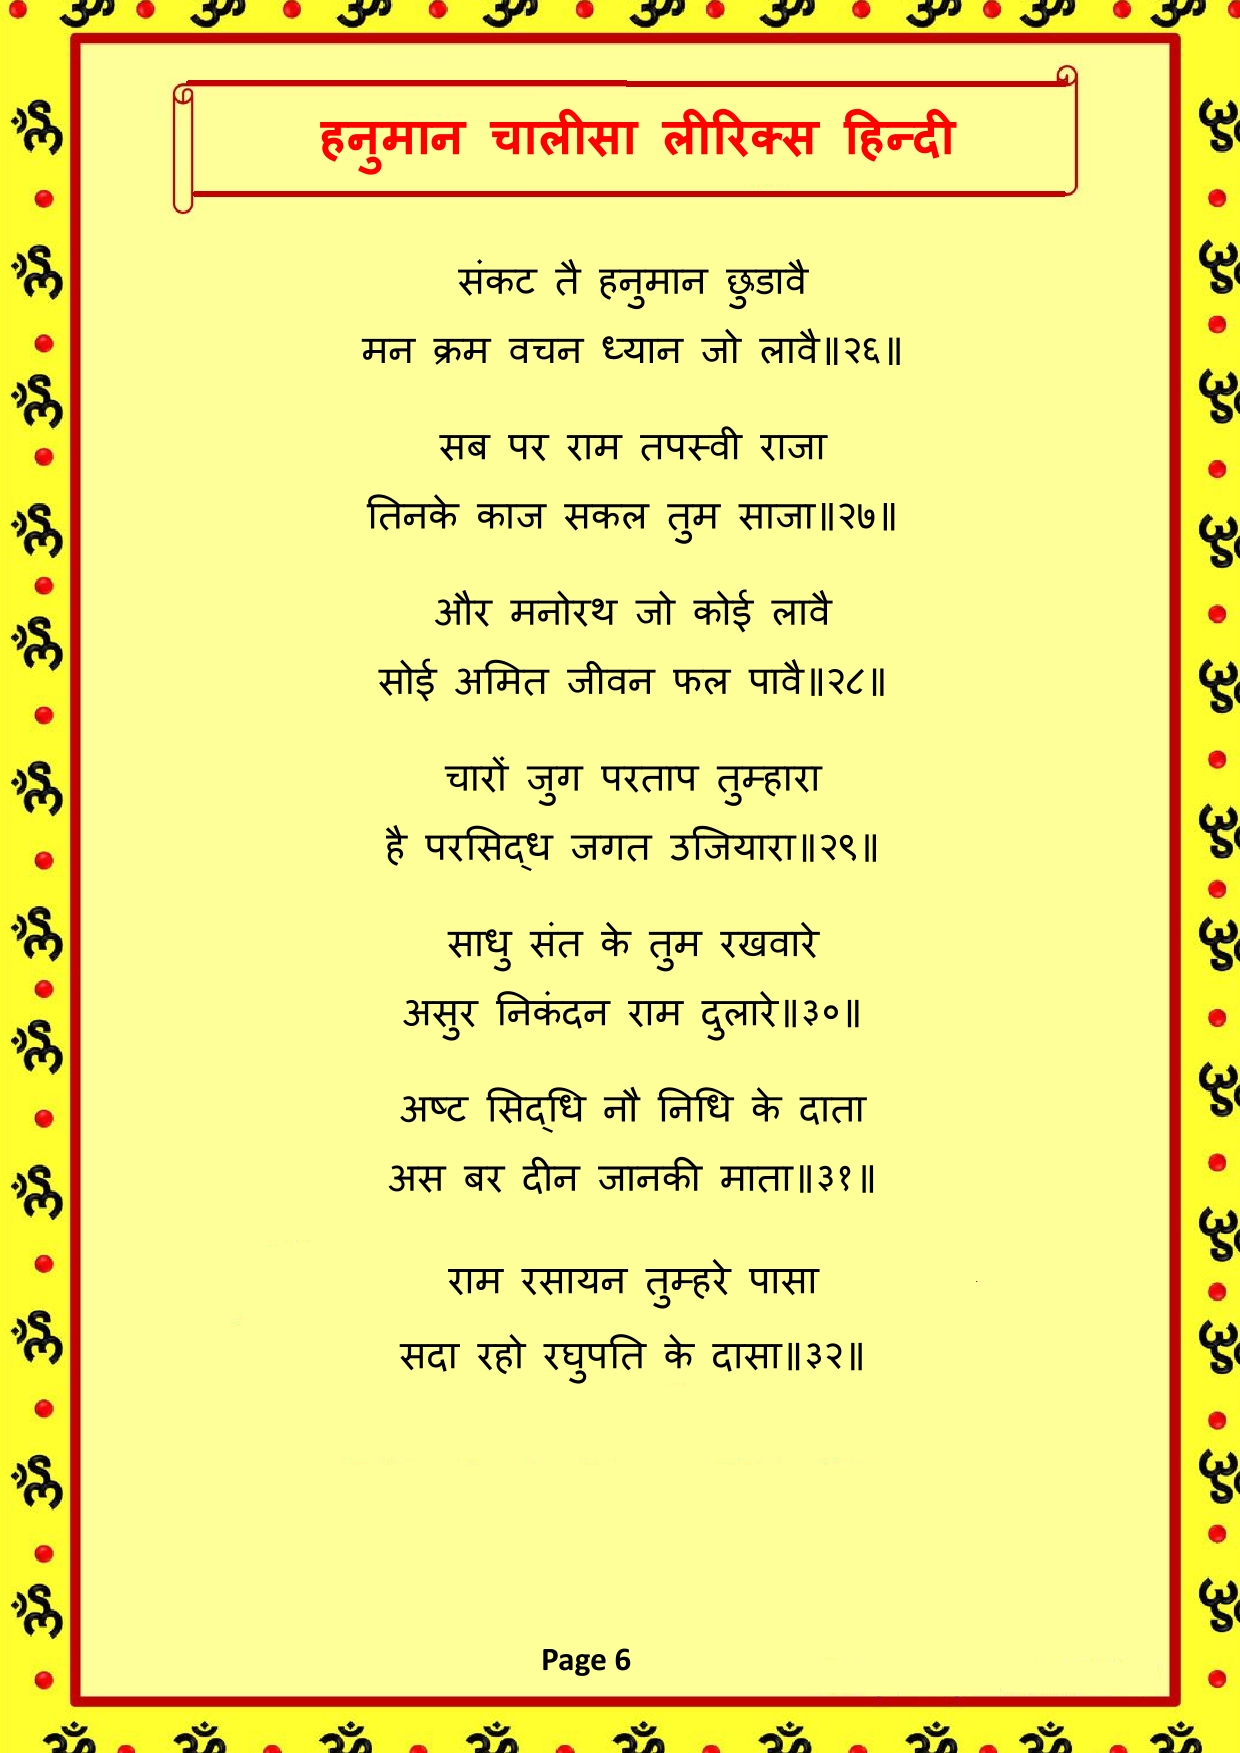 हनुमान चालीसा लीरिक्स हिन्दी
संकट तै हनुमान छुडावै
मन क्रम वचन ध्यान जो लावै॥२६॥
सब पर राम तपस्वी राजा
तिनके काज सकल तुम साजा॥२७॥
और मनोरथ जो कोई लावै
सोई अमित जीवन फल पावै॥२८॥
चारों जुग परताप तुम्हारा
है परसिद्ध जगत उजियारा॥२९॥
साधु संत के तुम रखवारे
असुर निकंदन राम दुलारे॥३०॥
अष्ट सिद्धि नौ निधि के दाता
अस बर दीन जानकी माता॥३१॥
राम रसायन तुम्हरे पासा
सदा रहो रघुपति के दासा॥३२॥
Page 6